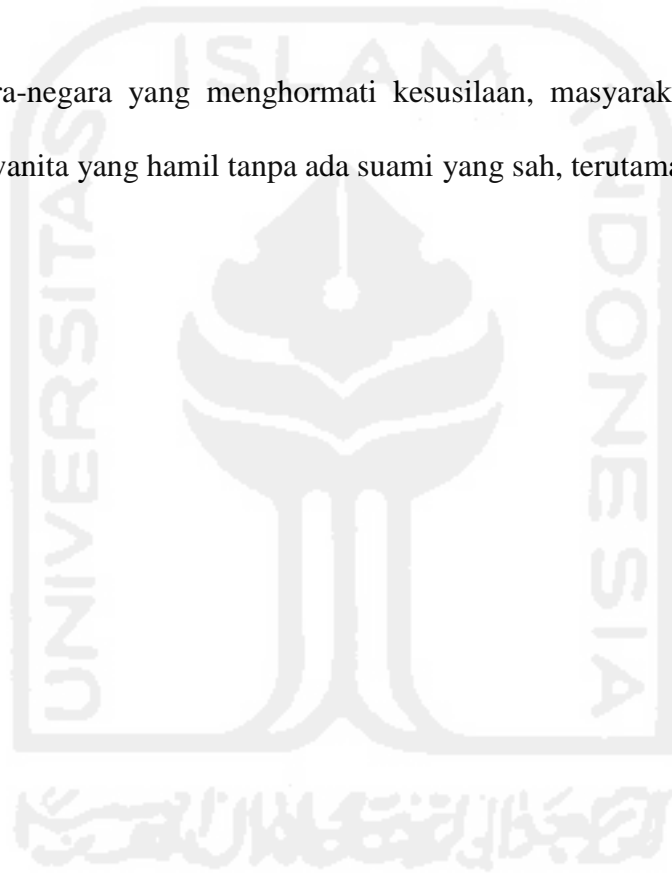 ISLAM
ra-negara yang menghormati kesusilaan, masyarak
vanita yang hamil tanpa ada suami yang sah, terutama
UNIVERSITAS
INDONESIA